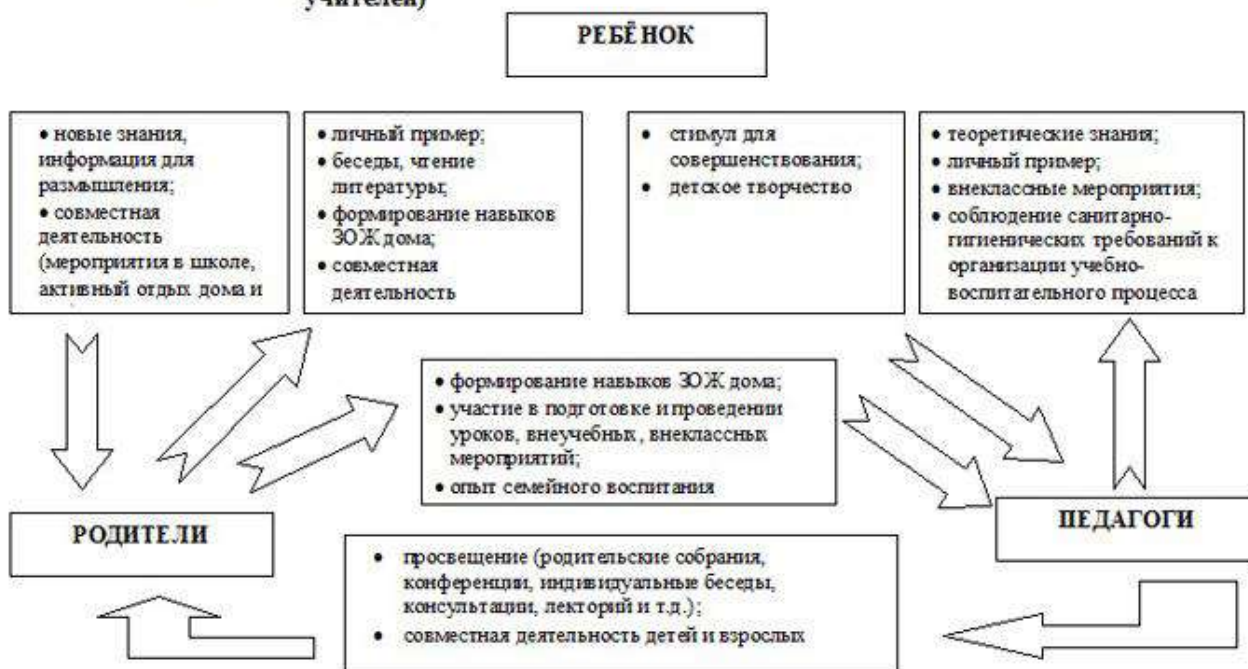 учителей)
РЕБЁНОК
• новые знания,
информация для
размышления;
• совместная
деятельность
(мероприятия в школе,
активный отдых дома и
• личный пример;
• беседы, чтение
литературы;
• формирование навыков
ЗОЖ дома;
• совместная
деятельность
• стимул для
совершенствования;
• детское творчество
• теоретические знания;
• личный пример;
• внеклассные мероприятия;
• соблюдение санитарно-
гигиенических требований к
организации учебно-
воспитательного процесса
• формирование навыков ЗОЖ дома;
• участие в подготовке и проведении
уроков, внеучебных, внеклассных
мероприятий;
• опыт семейного воспитания
РОДИТЕЛИ
ПЕДАГОГИ
• просвещение (родительские собрания,
конференции, индивидуальные беседы,
консультации, лекторий и т.д.);
• совместная деятельность детей и взрослых